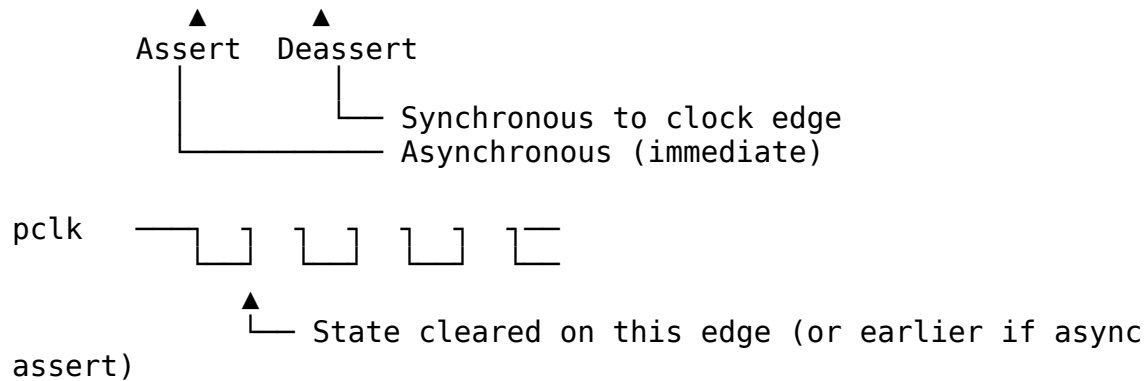 Assert Deassert
Synchronous to clock edge
Asynchronous (immediate)
pclk
State cleared on this edge (or earlier if async
assert)